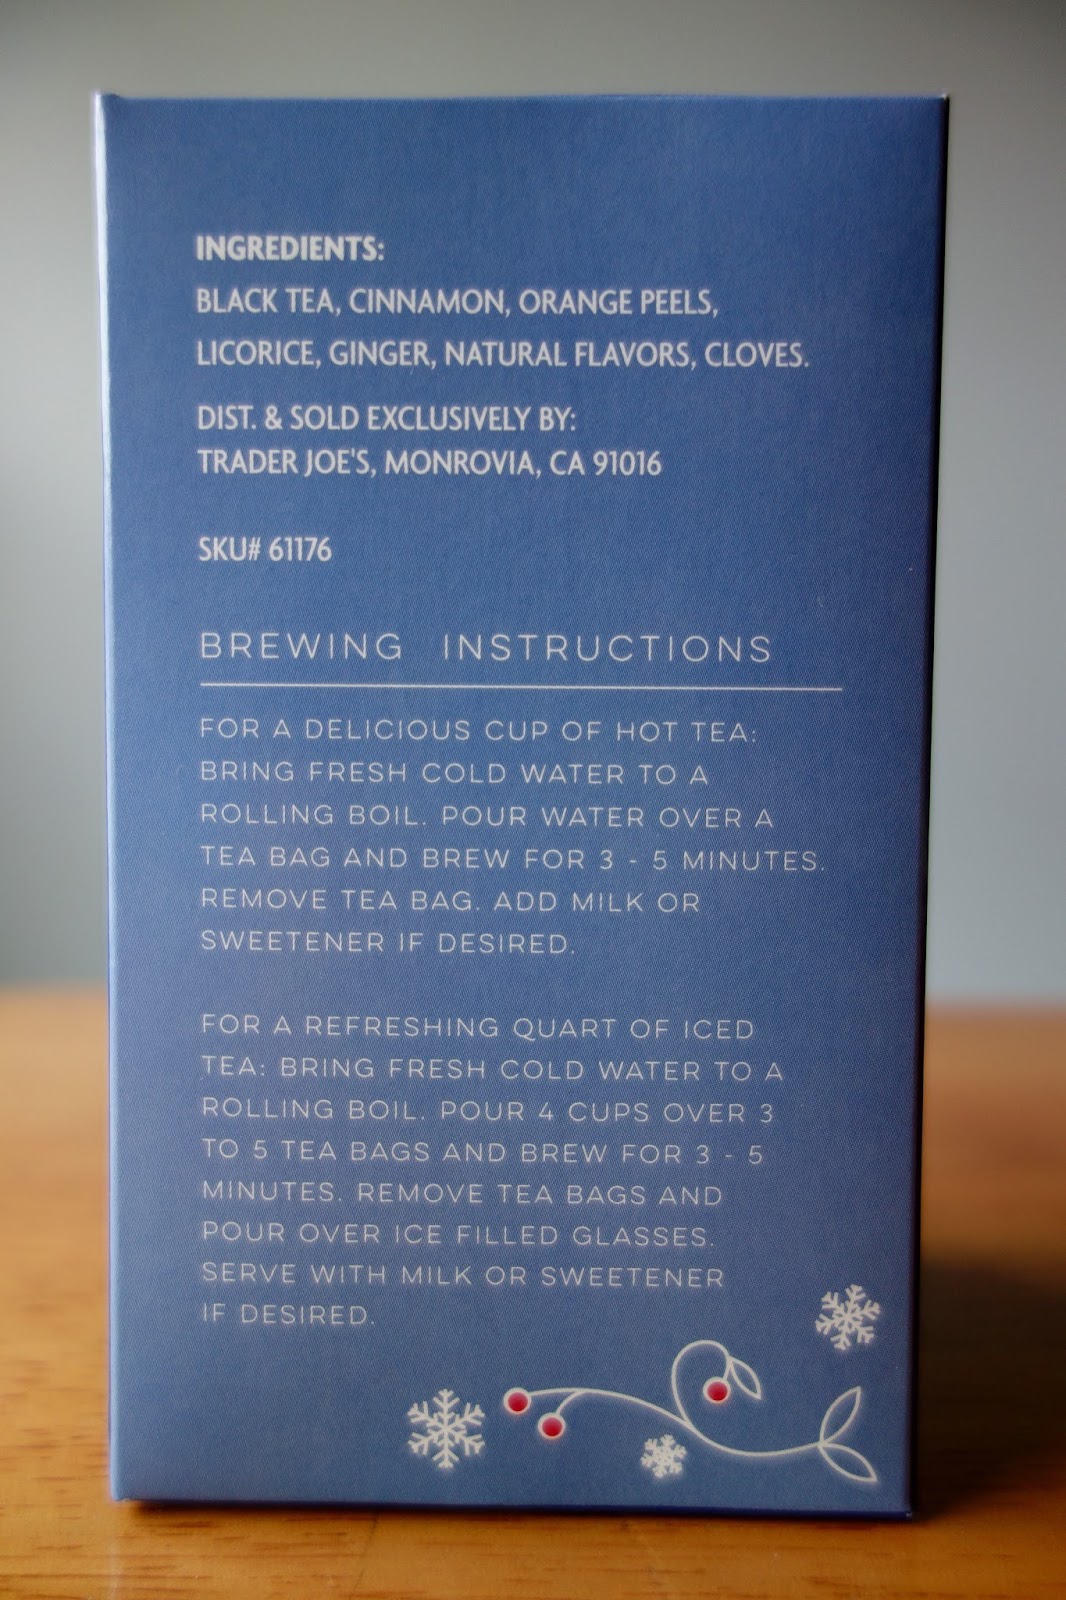 INGREDIENTS:
BLACK TEA, CINNAMON, ORANGE PEELS,
LICORICE, GINGER, NATURAL FLAVORS, CLOVES.
DIST. & SOLD EXCLUSIVELY BY:
TRADER JOE'S, MONROVIA, CA 91016
SKU# 61176
BREWING INSTRUCTIONS
FOR A DELICIOUS CUP OF HOT TEA:
BRING FRESH COLD WATER TO A
ROLLING BOIL. POUR WATER OVER A
TEA BAG AND BREW FOR 3 - 5 MINUTES.
REMOVE TEA BAG. ADD MILK OR
SWEETENER IF DESIRED.
FOR A REFRESHING QUART OF ICED
TEA: BRING FRESH COLD WATER TO A
ROLLING BOIL. POUR 4 CUPS OVER 3
TO 5 TEA BAGS AND BREW FOR 3 - 5
MINUTES. REMOVE TEA BAGS AND
POUR OVER ICE FILLED GLASSES.
SERVE WITH MILK OR SWEETENER
IF DESIRED.